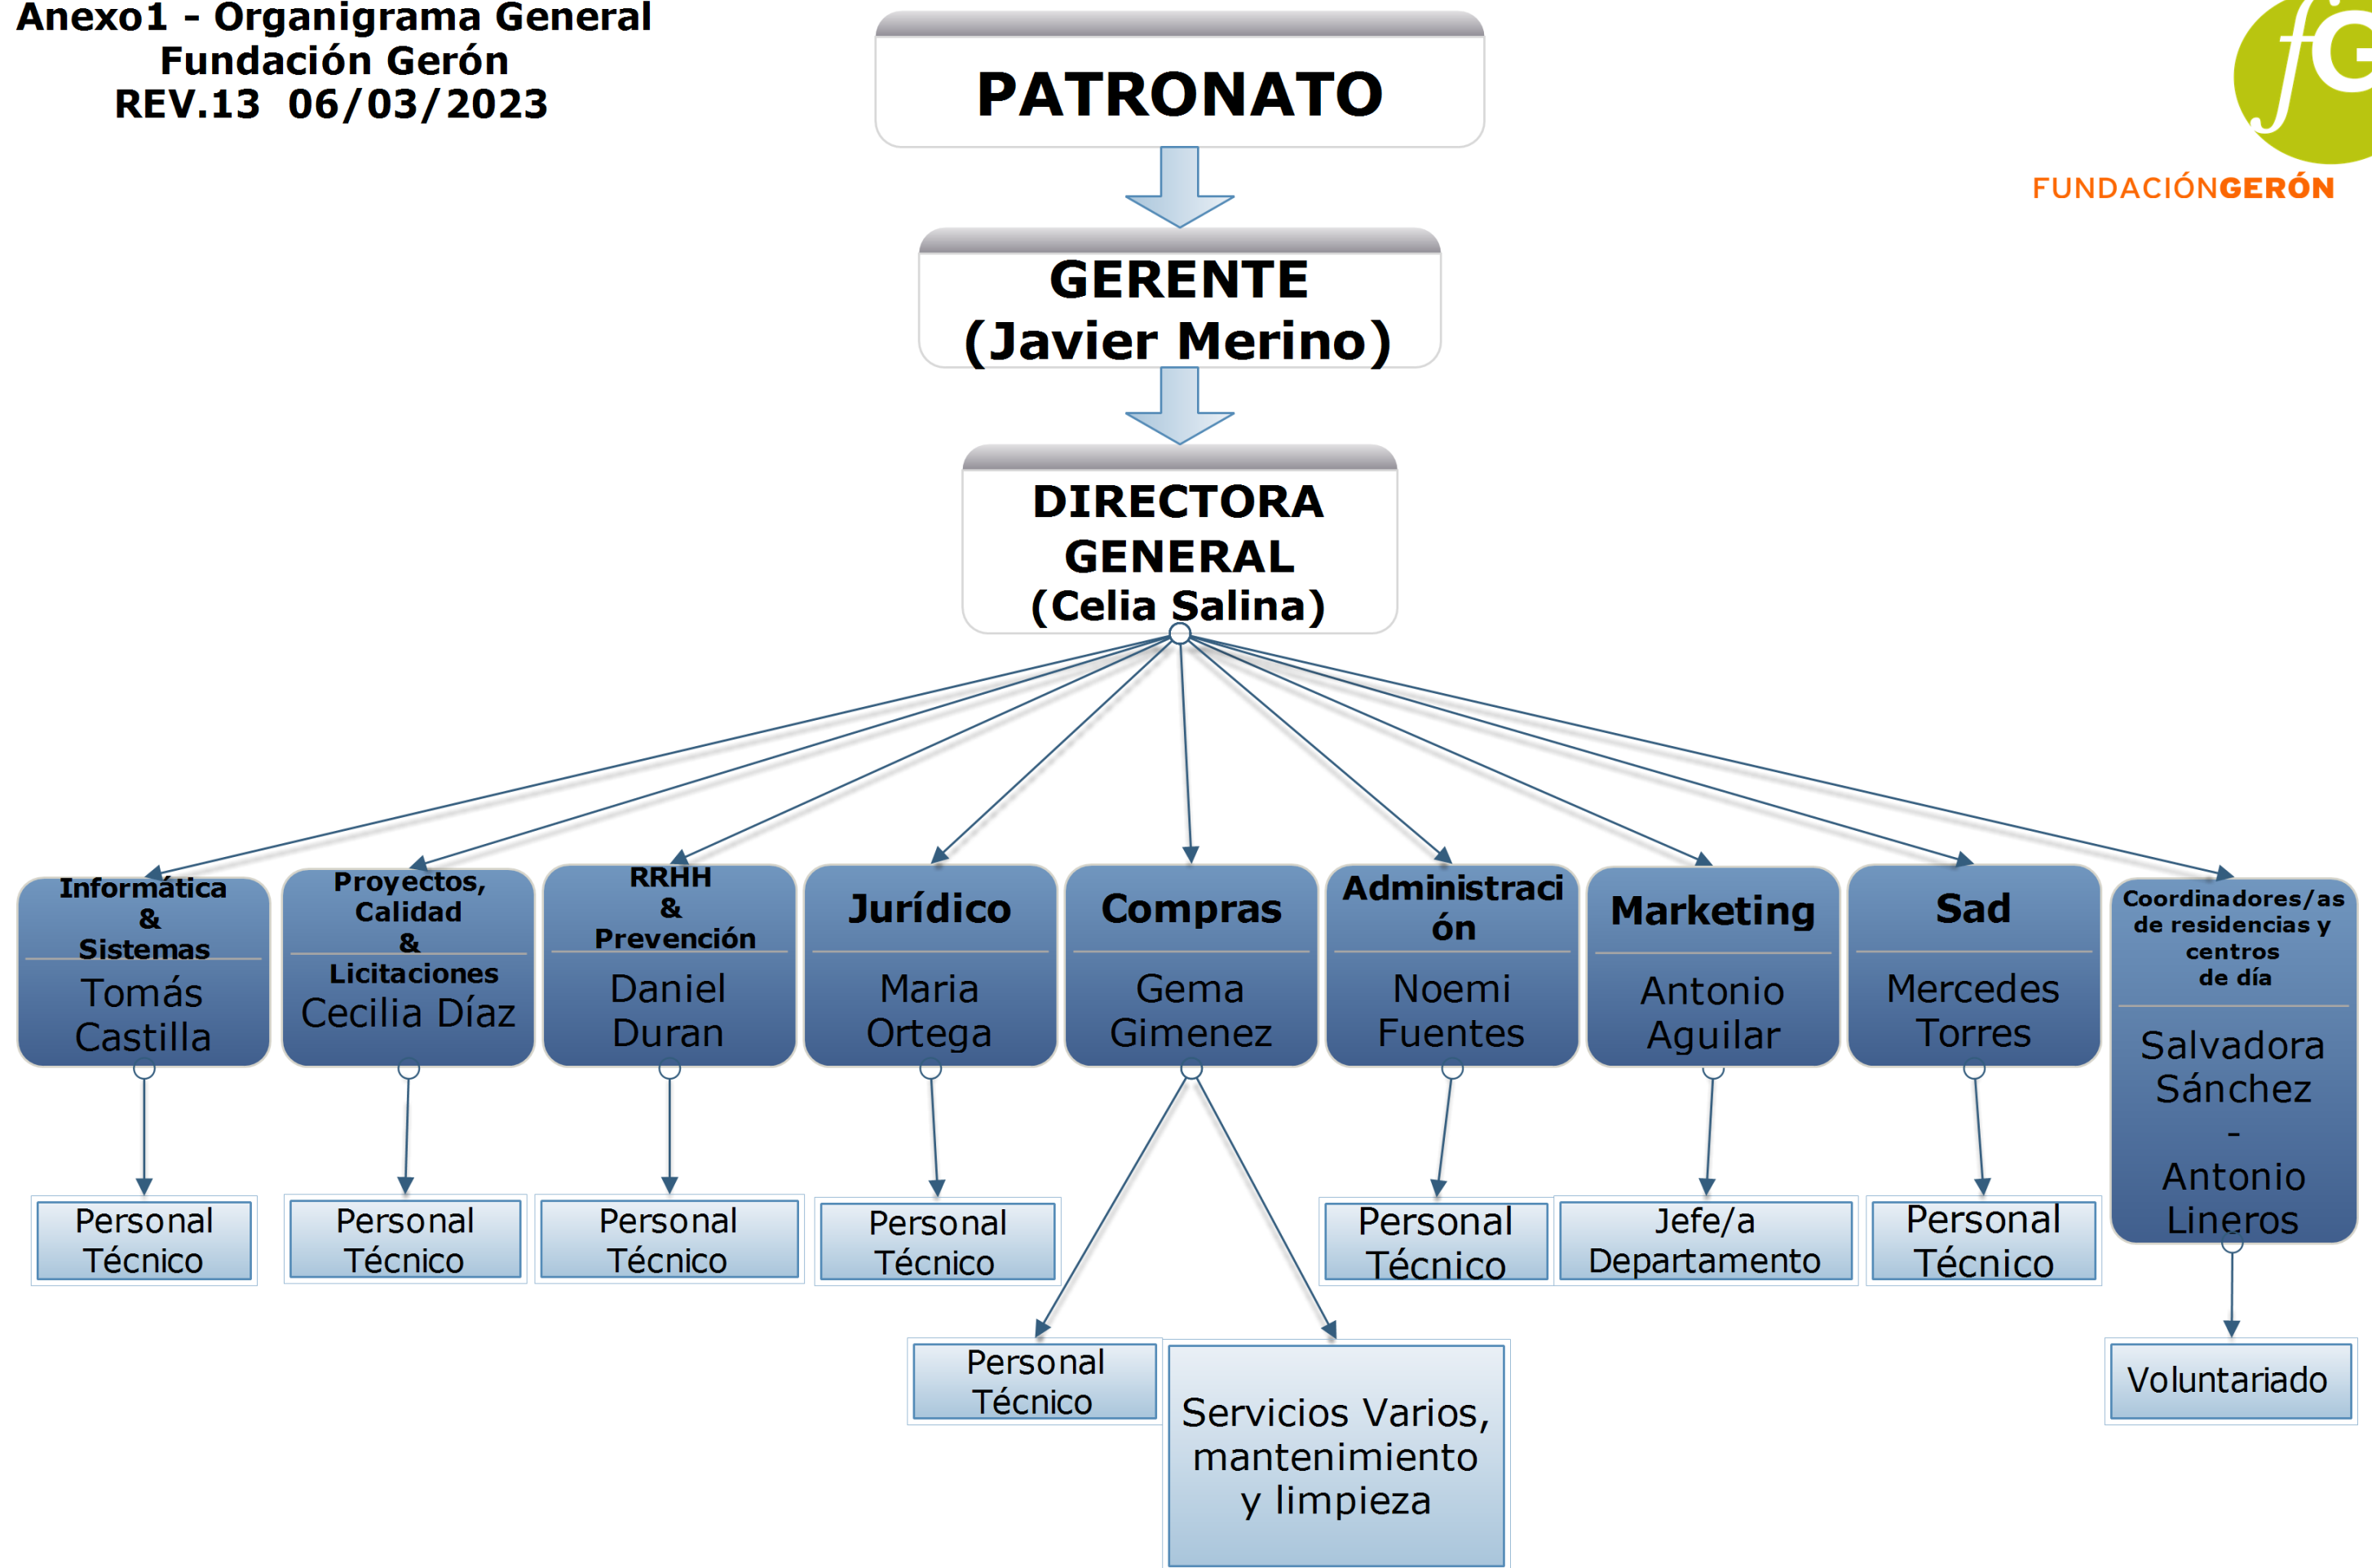 Anexo1 - Organigrama General
Fundación Gerón
REV.13 06/03/2023
fG
FUNDACIÓNGERÓN
PATRONATO
GERENTE
(Javier Merino)
DIRECTORA
GENERAL
(Celia Salina)
Informática
&
Sistemas
Tomás
Castilla
Proyectos,
Calidad
&
Licitaciones
Cecilia Díaz
RRHH
&
Prevención
Daniel
Duran
Jurídico
Maria
Ortega
Compras
Gema
Gimenez
Administraci
ón
Noemi
Fuentes
Marketing
Antonio
Aguilar
Sad
Mercedes
Torres
Coordinadores/as
de residencias y
centros
de día
Salvadora
Sánchez
-
Antonio
Lineros
Personal
Técnico
Personal
Técnico
Personal
Técnico
Personal
Técnico
Personal
Técnico
Jefe/a
Departamento
Personal
Técnico
Personal
Técnico
Servicios Varios,
mantenimiento
y limpieza
Voluntariado